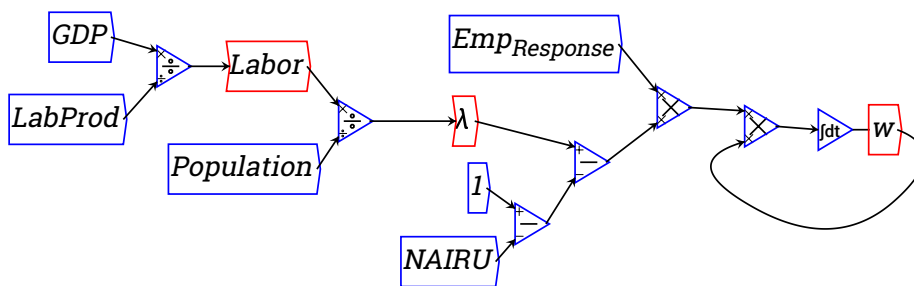 GDP
LabProd
×
÷
÷
Labor
Population
×
÷
÷
λ
Emp_Response
1
NAIRU
+
−
−
+
−
−
×
×
×
×
×
×
∫dt
w